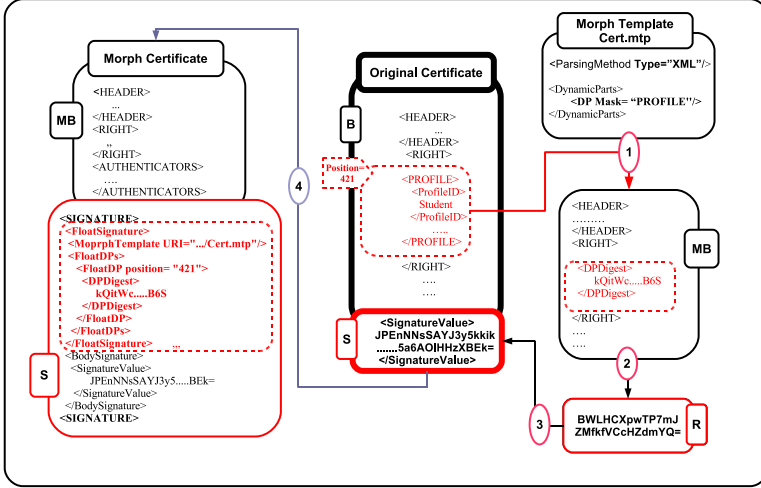 Morph Certificate
MB
<HEADER>
...
</HEADER>
<RIGHT>
,,
</RIGHT>
<AUTHENTICATORS>
....
</AUTHENTICATORS>
<SIGNATURE>
<FloatSignature>
<MoprphTemplate URI=".../Cert.mtp"/>
<FloatDPs>
<FloatDP position= "421">
<DPDigest>
kQitWc.....B6S
</DPDigest>
</FloatDP>
</FloatDPs>
</FloatSignature> ...
S
<BodySignature>
<SignatureValue>
JPEnNNsSAYJ3y5.....BEk=
</SignatureValue>
</BodySignature>
<SIGNATURE>
4
Original Certificate
B
<HEADER>
...
</HEADER>
<RIGHT>
Position=
421
<PROFILE>
<ProfileID>
Student
</ProfileID>
.....
</PROFILE>
</RIGHT>
....
....
S
<SignatureValue>
JPEnNNsSAYJ3y5kkik
.......5a6AOJHHzXBEk=
</SignatureValue>
Morph Template
Cert.mtp
<ParsingMethod Type="XML"/>
<DynamicParts>
<DP Mask= "PROFILE"/>
</DynamicParts>
1
MB
<HEADER>
.........
</HEADER>
<RIGHT>
<DPDigest>
kQitWc.....B6S
</DPDigest>
</RIGHT>
....
....
2
3
BWLHCXpwTP7mJ
ZMfkfVCcHZdmYQ=
R